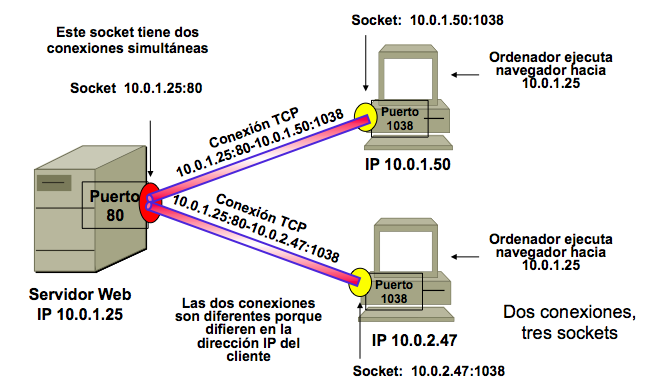 Este socket tiene dos
conexiones simultáneas
Socket 10.0.1.25:80
Socket: 10.0.1.50:1038
Ordenador ejecuta
navegador hacia
10.0.1.25
Puerto
1038
IP 10.0.1.50
Conexión TCP
10.0.1.25:80-10.0.1.50:1038
Puerto
80
Servidor Web
IP 10.0.1.25
Conexión TCP
10.0.1.25:80-10.0.2.47:1038
Las dos conexiones
son diferentes porque
difieren en la
dirección IP del
cliente
Puerto
1038
IP 10.0.2.47
Socket: 10.0.2.47:1038
Ordenador ejecuta
navegador hacia
10.0.1.25
Dos conexiones,
tres sockets